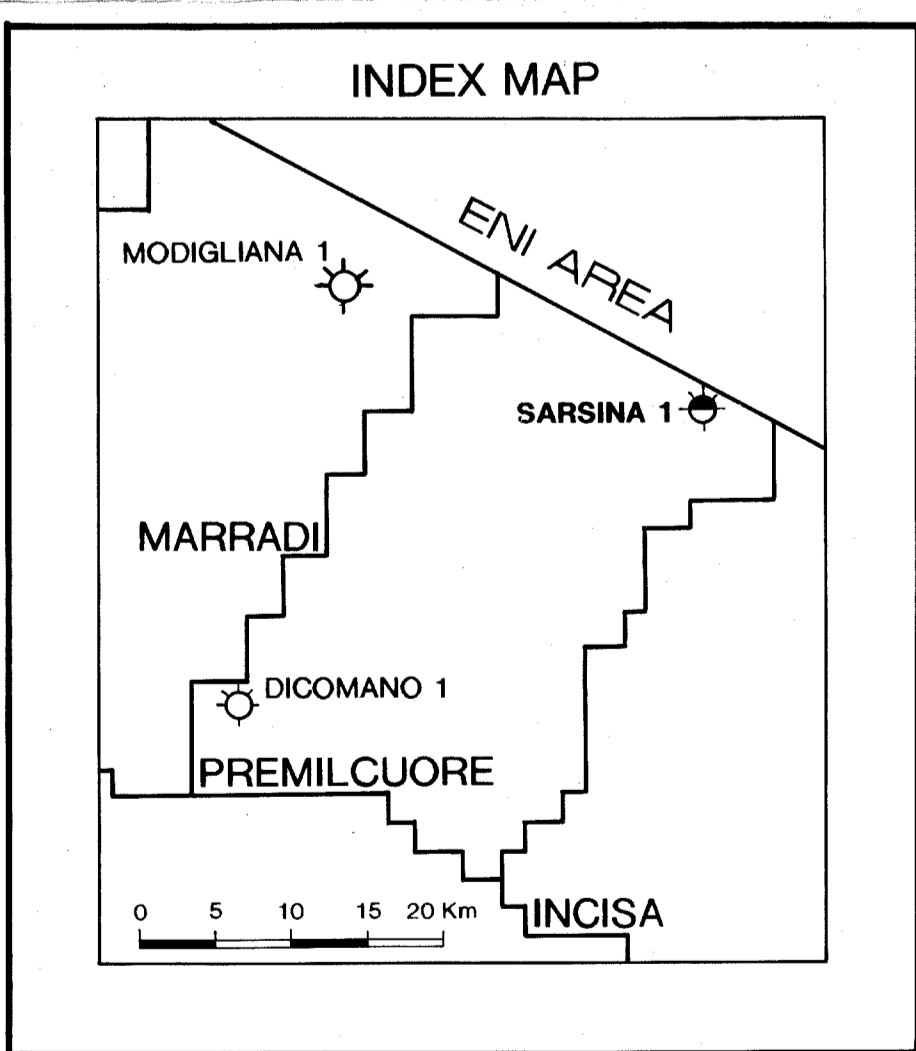 INDEX MAP
ENI AREA
MODIGLIANA 1
SARSINA 1
MARRADI
DICOMANO 1
PREMILCUORE
0 5 10 15 20 Km
INCISA